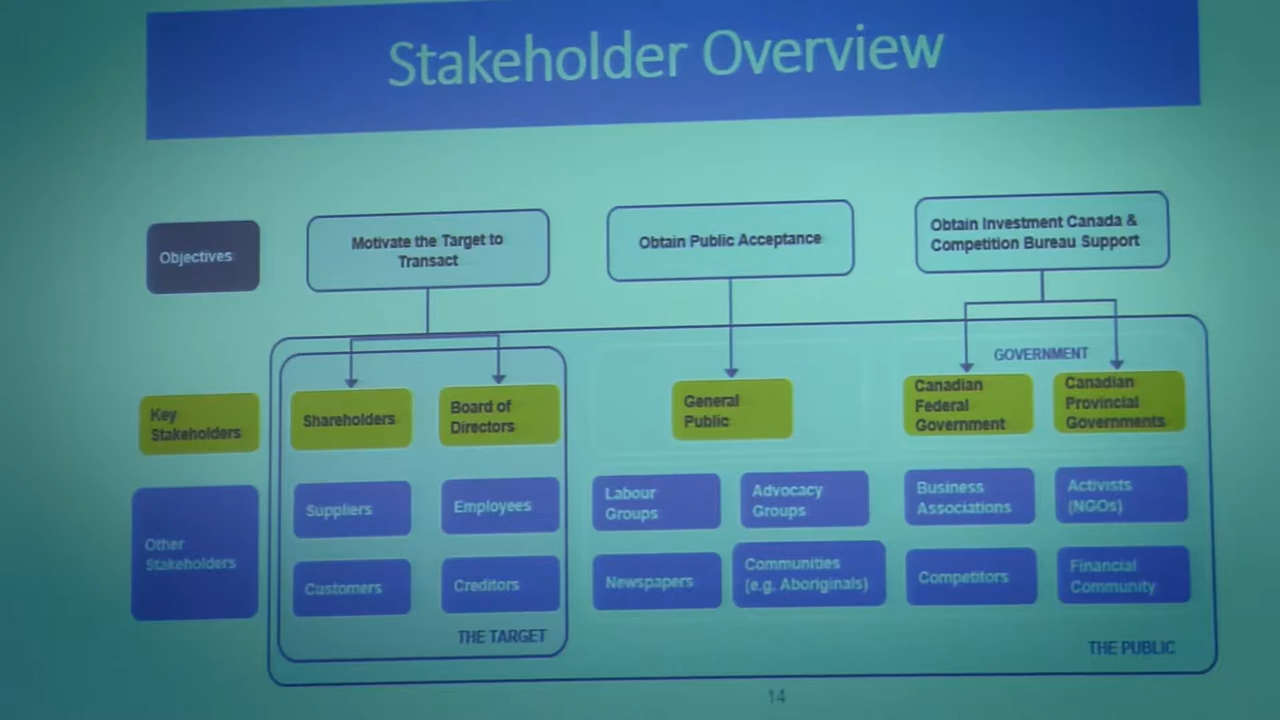 Stakeholder Overview
Objectives
Motivate the Target to
Transact
Obtain Public Acceptance
Obtain Investment Canada &
Competition Bureau Support
GOVERNMENT
Key
Stakeholders
Shareholders
Board of
Directors
General
Public
Canadian
Federal
Government
Canadian
Provincial
Governments
Other
Stakeholders
Suppliers
Employees
Labour
Groups
Advocacy
Groups
Business
Associations
Activists
(NGOs)
Customers
Creditors
Newspapers
Communities
(e.g. Aboriginals)
Competitors
Financial
Community
THE TARGET
THE PUBLIC
14